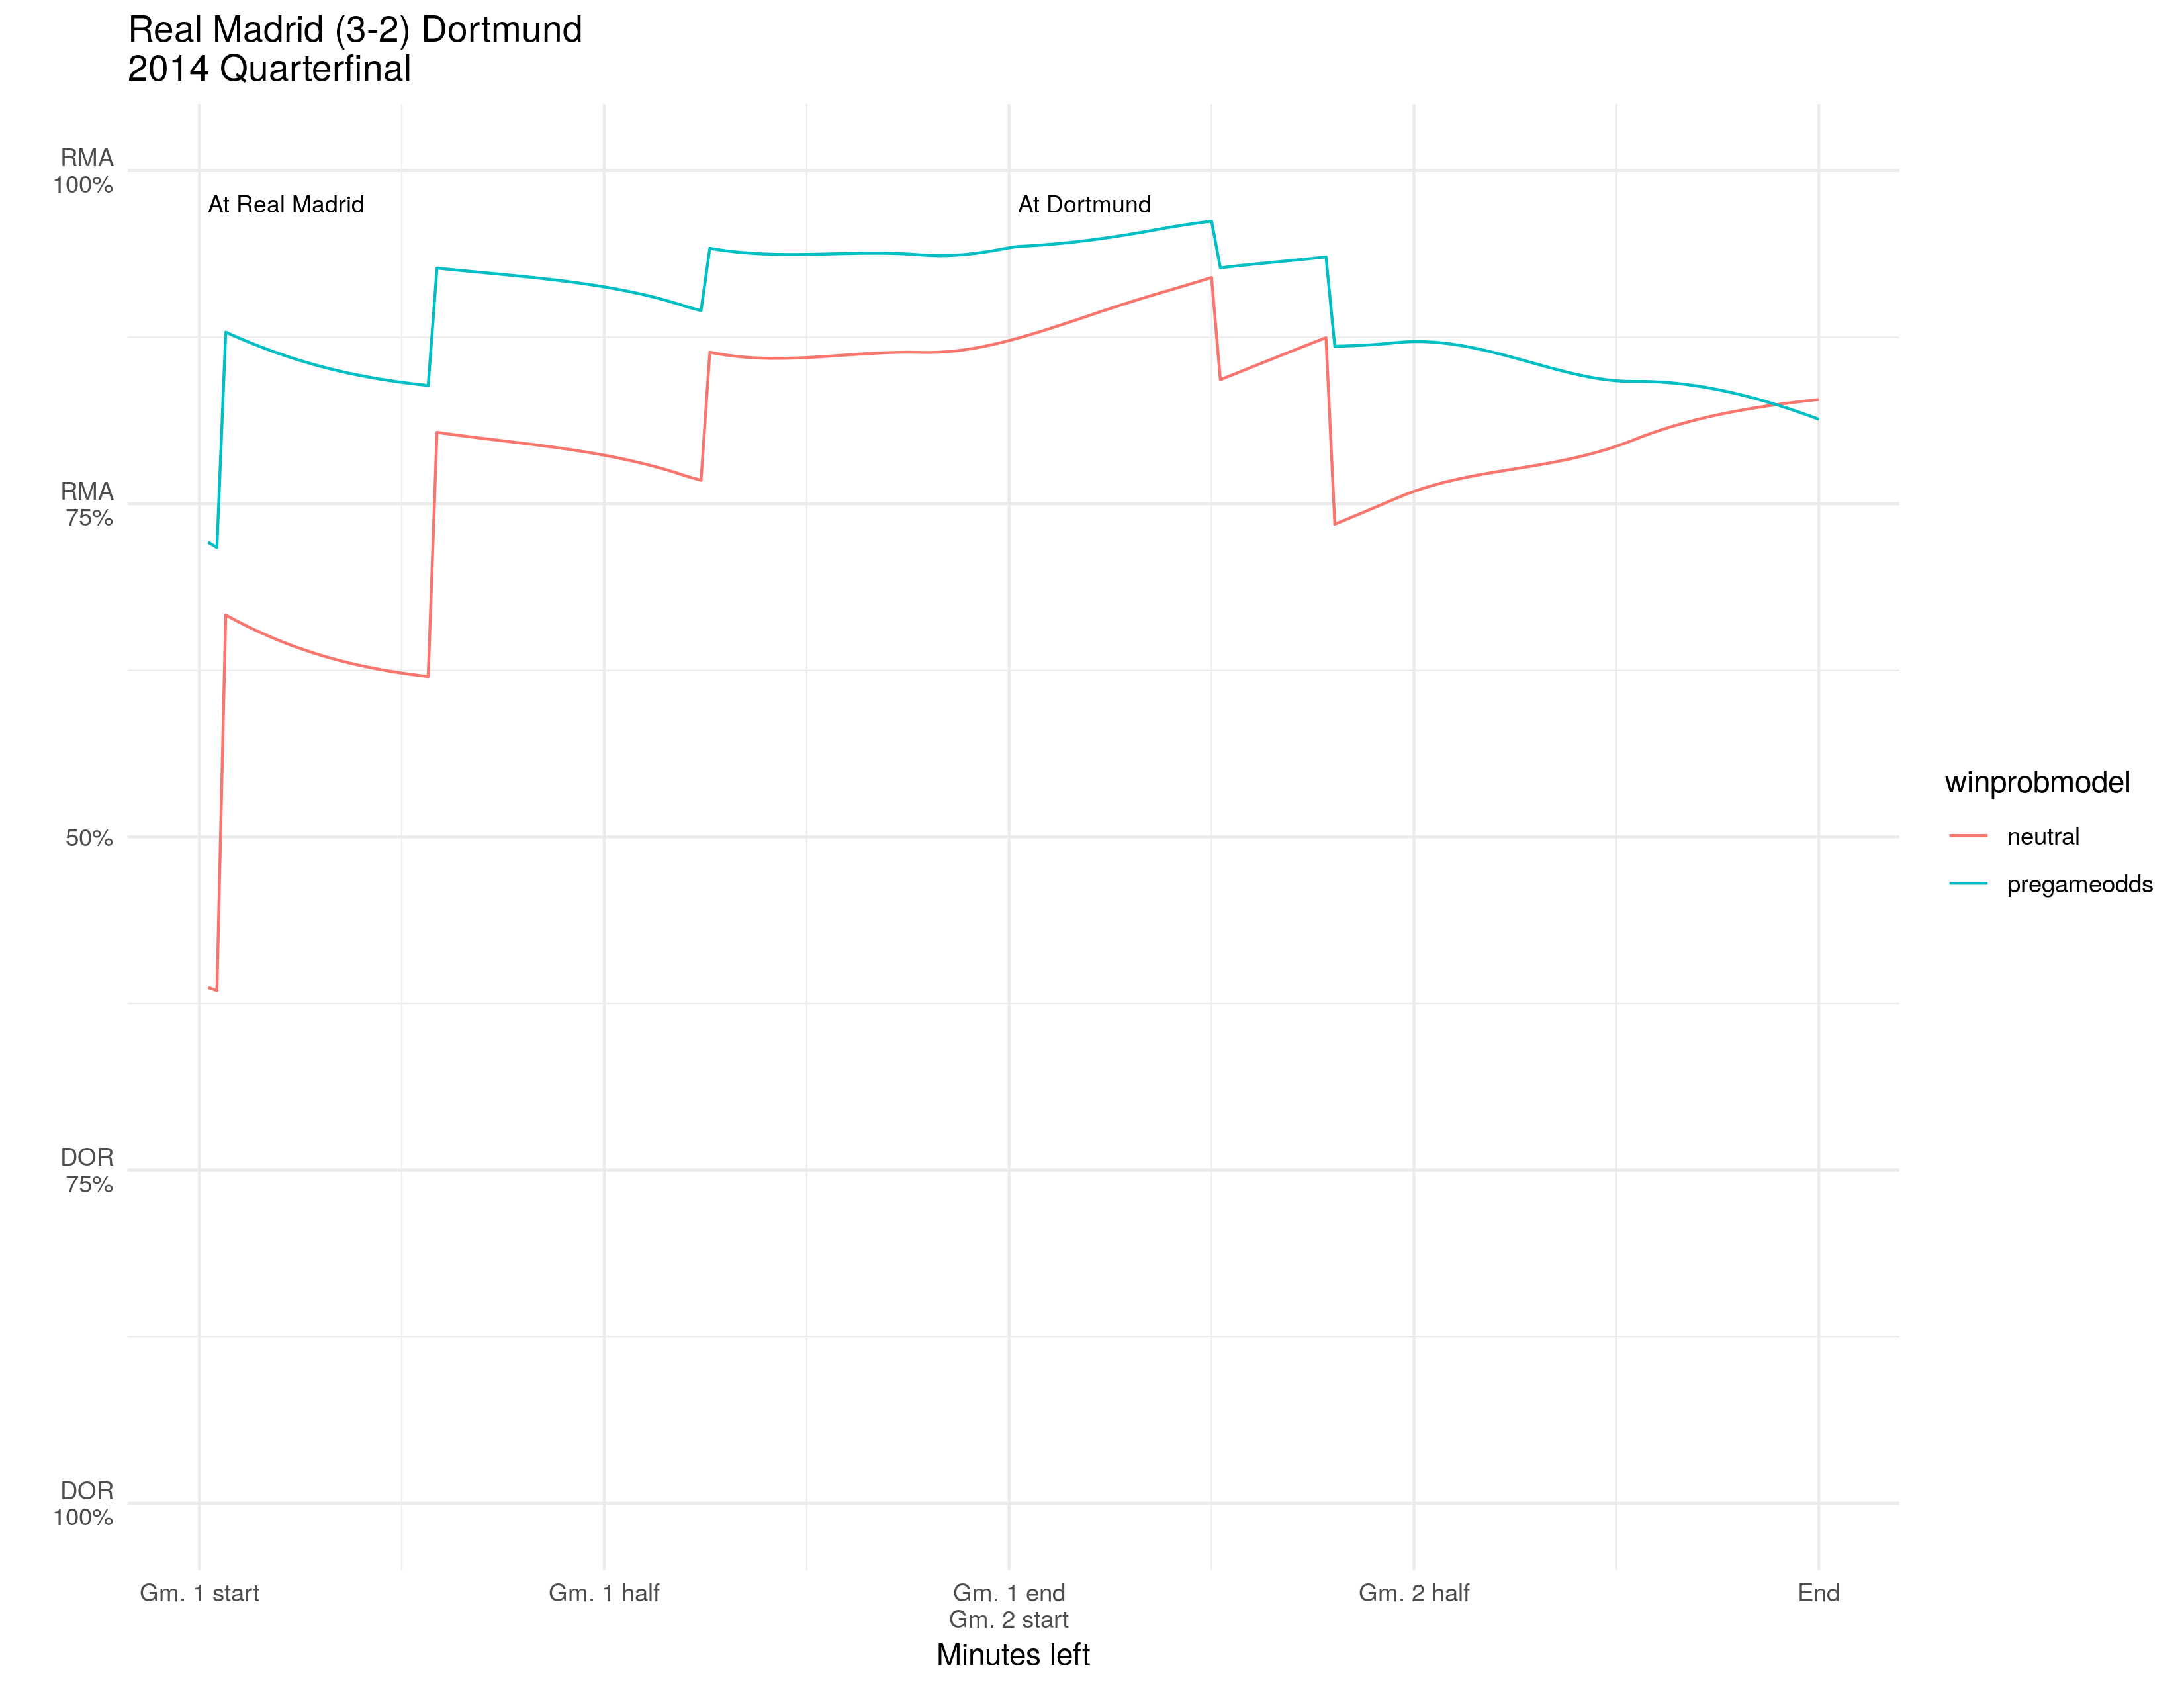 Real Madrid (3-2) Dortmund
2014 Quarterfinal
RMA
100%
At Real Madrid
At Dortmund
RMA
75%
50%
DOR
75%
DOR
100%
winprobmodel
neutral
pregameodds
Gm. 1 start
Gm. 1 half
Gm. 1 end
Gm. 2 start
Gm. 2 half
End
Minutes left